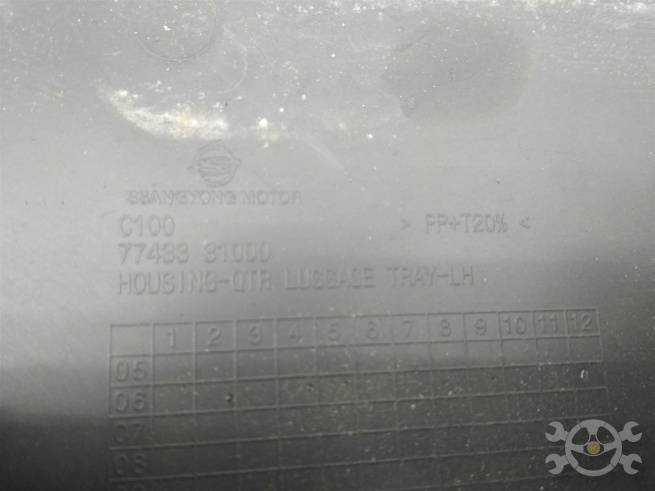 SSANGYONG MOTOR
C100 > PP+T20% <
77433 31000
HOUSING-QTR LUGGAGE TRAY-LH
1 2 3 4 5 6 7 8 9 10 11 12
05
06
07